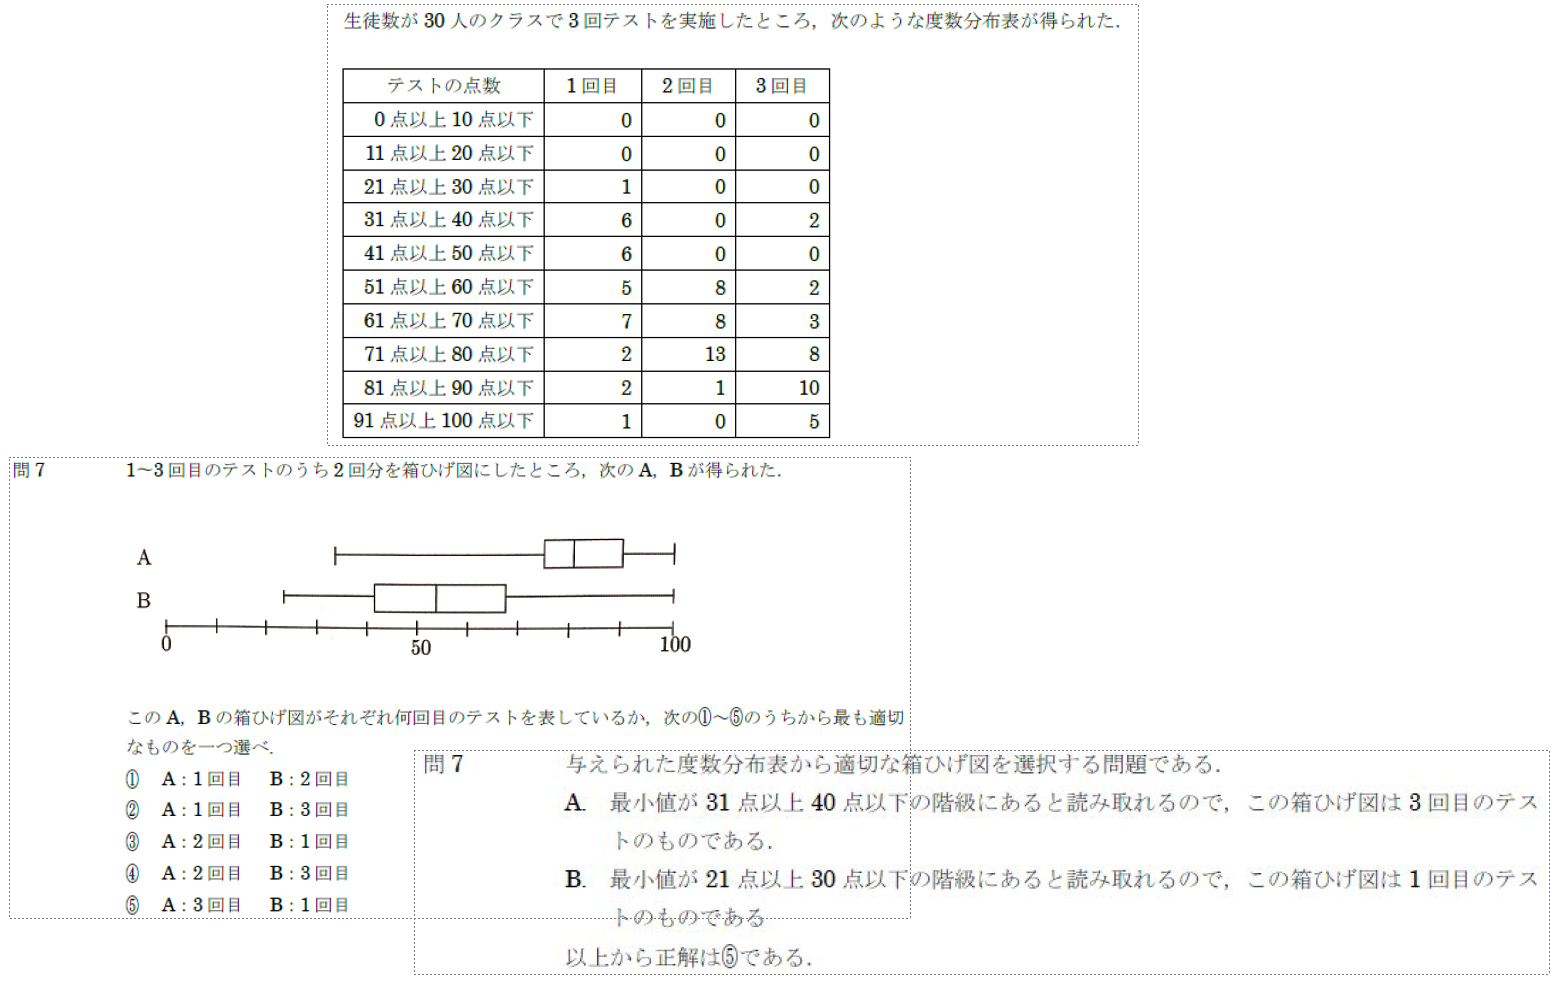 生徒数が 30 人のクラスで 3 回テストを実施したところ，次のような度数分布表が得られた．
テストの点数 1 回目 2 回目 3 回目
0 点以上 10 点以下 0 0 0
11 点以上 20 点以下 0 0 0
21 点以上 30 点以下 1 0 0
31 点以上 40 点以下 6 0 2
41 点以上 50 点以下 6 0 0
51 点以上 60 点以下 5 8 2
61 点以上 70 点以下 7 8 3
71 点以上 80 点以下 2 13 8
81 点以上 90 点以下 2 1 10
91 点以上 100 点以下 1 0 5
問 7 1～3 回目のテストのうち 2 回分を箱ひげ図にしたところ，次の A，B が得られた．
A
B
0 50 100
この A，B の箱ひげ図がそれぞれ何回目のテストを表しているか，次の①～⑤のうちから最も適切
なものを一つ選べ．
① A : 1 回目 B : 2 回目
② A : 1 回目 B : 3 回目
③ A : 2 回目 B : 1 回目
④ A : 2 回目 B : 3 回目
⑤ A : 3 回目 B : 1 回目
問 7 与えられた度数分布表から適切な箱ひげ図を選択する問題である．
A. 最小値が 31 点以上 40 点以下の階級にあると読み取れるので，この箱ひげ図は 3 回目のテス
トのものである．
B. 最小値が 21 点以上 30 点以下の階級にあると読み取れるので，この箱ひげ図は 1 回目のテス
トのものである
以上から正解は⑤である．